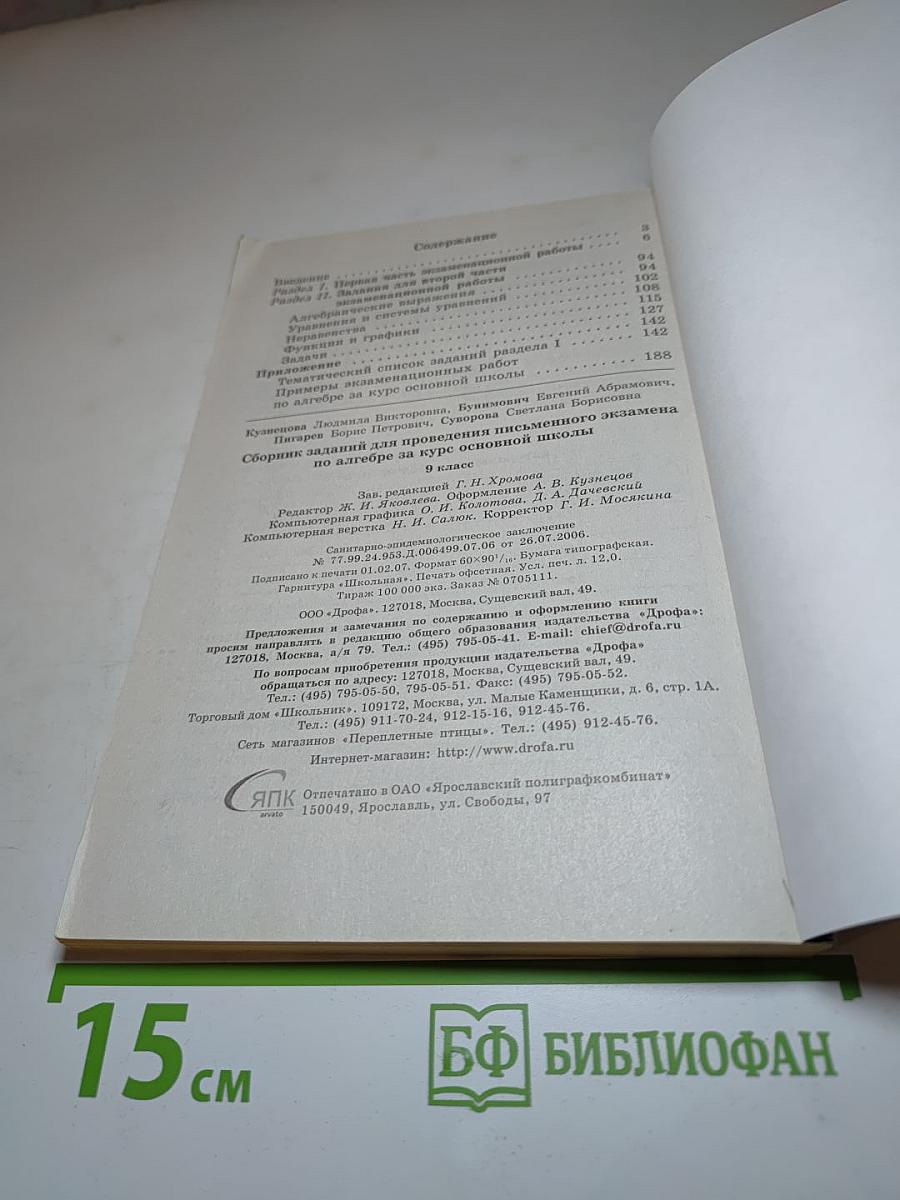 Содержание
Введение . . . . . . . . . . . . . . . . . . . . . . . . . . . 3
Раздел I. Первая часть экзаменационной работы . . . . 6
Раздел II. Задания для второй части
экзаменационной работы . . . . . . . . . . . . 94
Алгебраические выражения . . . . . . . . . . . . . 94
Уравнения и системы уравнений . . . . . . . . . . 102
Неравенства . . . . . . . . . . . . . . . . . . . . . 108
Функции и графики . . . . . . . . . . . . . . . . . 115
Задачи . . . . . . . . . . . . . . . . . . . . . . . . 127
Приложение . . . . . . . . . . . . . . . . . . . . . . . . 142
Тематический список заданий раздела I . . . . . . . 142
Примеры экзаменационных работ
по алгебре за курс основной школы . . . . . . . . . . 188
Кузнецова Людмила Викторовна, Бунимович Евгений Абрамович,
Пигарев Борис Петрович, Суворова Светлана Борисовна
Сборник заданий для проведения письменного экзамена
по алгебре за курс основной школы
9 класс
Зав. редакцией Г. Н. Хромова
Редактор Ж. И. Яковлева. Оформление А. В. Кузнецов
Компьютерная графика О. И. Колотова, Д. А. Дачевский
Компьютерная верстка Н. И. Салюк. Корректор Г. И. Мосякина
Санитарно-эпидемиологическое заключение
№ 77.99.24.953.Д.006499.07.06 от 26.07.2006.
Подписано к печати 01.02.07. Формат 60×90¹/₁₆. Бумага типографская.
Гарнитура «Школьная». Печать офсетная. Усл. печ. л. 12,0.
Тираж 100 000 экз. Заказ № 0705111.
ООО «Дрофа». 127018, Москва, Сущевский вал, 49.
Предложения и замечания по содержанию и оформлению книги
просим направлять в редакцию общего образования издательства «Дрофа»:
127018, Москва, а/я 79. Тел.: (495) 795-05-41. E-mail: chief@drofa.ru
По вопросам приобретения продукции издательства «Дрофа»
обращаться по адресу: 127018, Москва, Сущевский вал, 49.
Тел.: (495) 795-05-50, 795-05-51. Факс: (495) 795-05-52.
Торговый дом «Школьник». 109172, Москва, ул. Малые Каменщики, д. 6, стр. 1А.
Тел.: (495) 911-70-24, 912-15-16, 912-45-76.
Сеть магазинов «Переплетные птицы». Тел.: (495) 912-45-76.
Интернет-магазин: http://www.drofa.ru
ЯПК
arvato
Отпечатано в ОАО «Ярославский полиграфкомбинат»
150049, Ярославль, ул. Свободы, 97
15 см
БФ БИБЛИОФАН